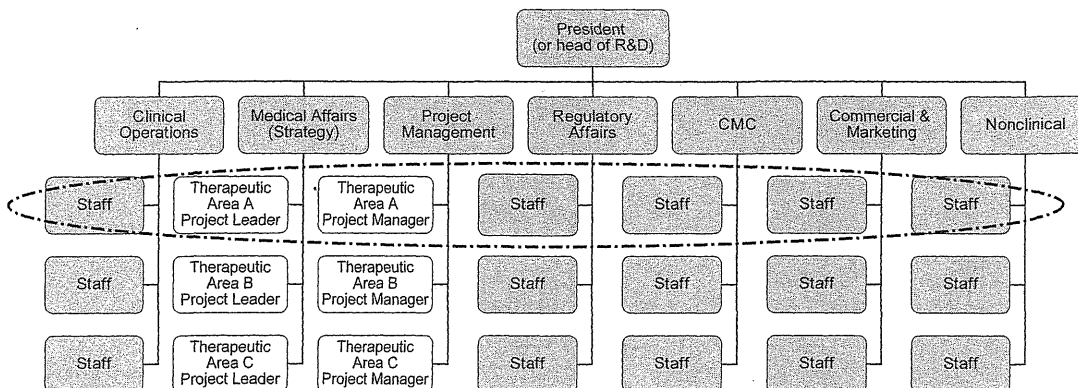 President
(or head of R&D)
Clinical
Operations
Medical Affairs
(Strategy)
Project
Management
Regulatory
Affairs
CMC
Commercial &
Marketing
Nonclinical
Staff
Therapeutic
Area A
Project Leader
Therapeutic
Area A
Project Manager
Staff
Staff
Staff
Staff
Staff
Therapeutic
Area B
Project Leader
Therapeutic
Area B
Project Manager
Staff
Staff
Staff
Staff
Staff
Therapeutic
Area C
Project Leader
Therapeutic
Area C
Project Manager
Staff
Staff
Staff
Staff